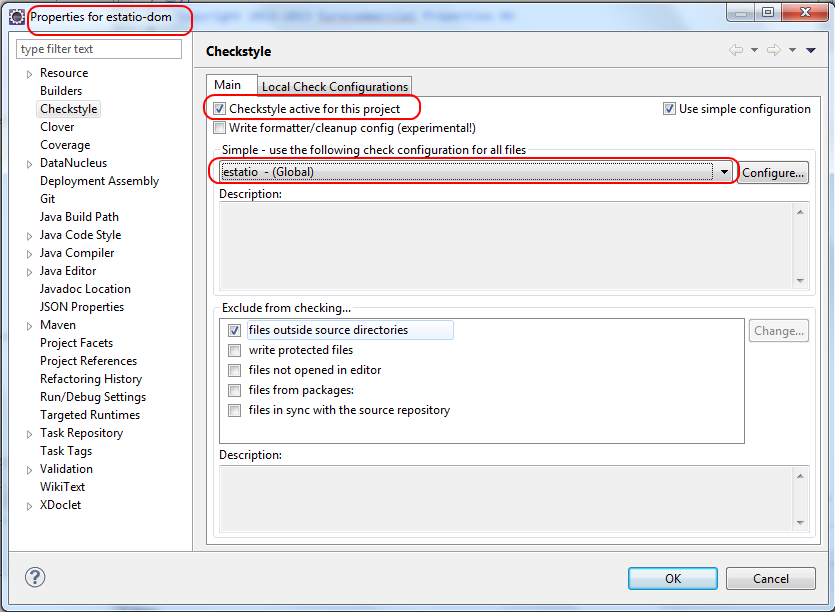 Properties for estatio-dom
type filter text
Resource
Builders
Checkstyle
Clover
Coverage
DataNucleus
Deployment Assembly
Git
Java Build Path
Java Code Style
Java Compiler
Java Editor
Javadoc Location
JSON Properties
Maven
Project Facets
Project References
Refactoring History
Run/Debug Settings
Targeted Runtimes
Task Repository
Task Tags
Validation
WikiText
XDoclet
Checkstyle
Main
Local Check Configurations
Checkstyle active for this project
Use simple configuration
Write formatter/cleanup config (experimental!)
Simple - use the following check configuration for all files
estatio - (Global)
Configure...
Description:
Exclude from checking...
files outside source directories
Change...
write protected files
files not opened in editor
files from packages:
files in sync with the source repository
Description:
?
OK
Cancel